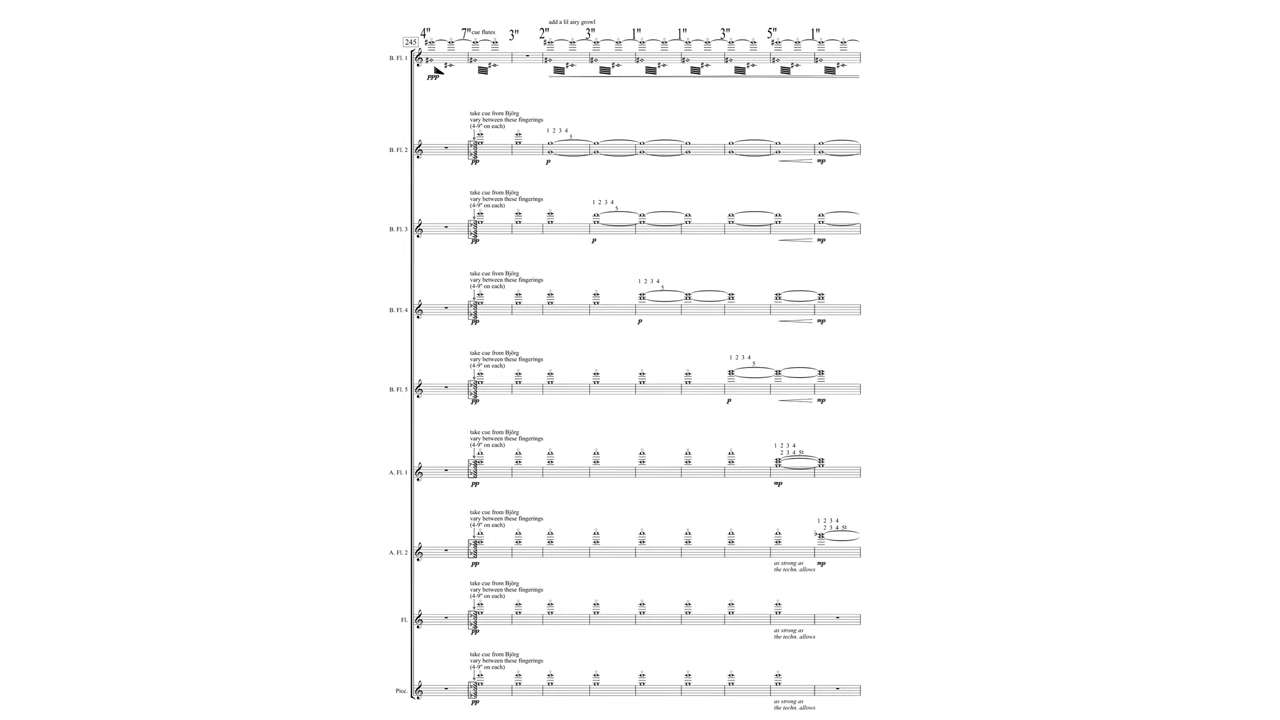 add a lil airy growl
4" 7" cue flutes 3" 2" 3" 1" 1" 3" 5" 1"
245
B. Fl. 1
ppp
take cue from Björg
vary between these fingerings
(4-9" on each)
1 2 3 4
5
B. Fl. 2
pp p mp
take cue from Björg
vary between these fingerings
(4-9" on each)
1 2 3 4
5
B. Fl. 3
pp p mp
take cue from Björg
vary between these fingerings
(4-9" on each)
1 2 3 4
5
B. Fl. 4
pp p mp
take cue from Björg
vary between these fingerings
(4-9" on each)
1 2 3 4
5
B. Fl. 5
pp p mp
take cue from Björg
vary between these fingerings
(4-9" on each)
1 2 3 4
2 3 4
A. Fl. 1
pp mp
take cue from Björg
vary between these fingerings
(4-9" on each)
1 2 3 4
2 3 4
A. Fl. 2
pp mp
as strong as
the techn. allows
take cue from Björg
vary between these fingerings
(4-9" on each)
Fl.
pp
as strong as
the techn. allows
take cue from Björg
vary between these fingerings
(4-9" on each)
Picc.
pp
as strong as
the techn. allows